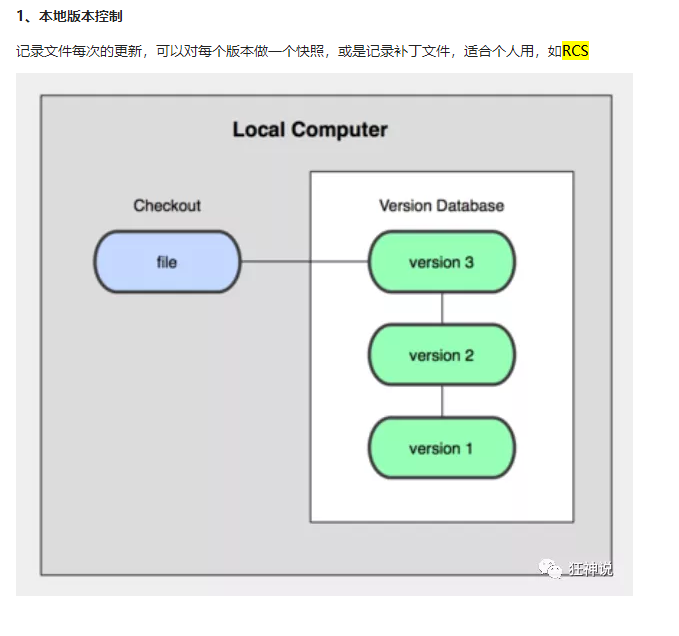 1、本地版本控制
记录文件每次的更新，可以对每个版本做一个快照，或是记录补丁文件，适合个人用，如RCS
Local Computer
Checkout
Version Database
file
version 3
version 2
version 1
狂神说